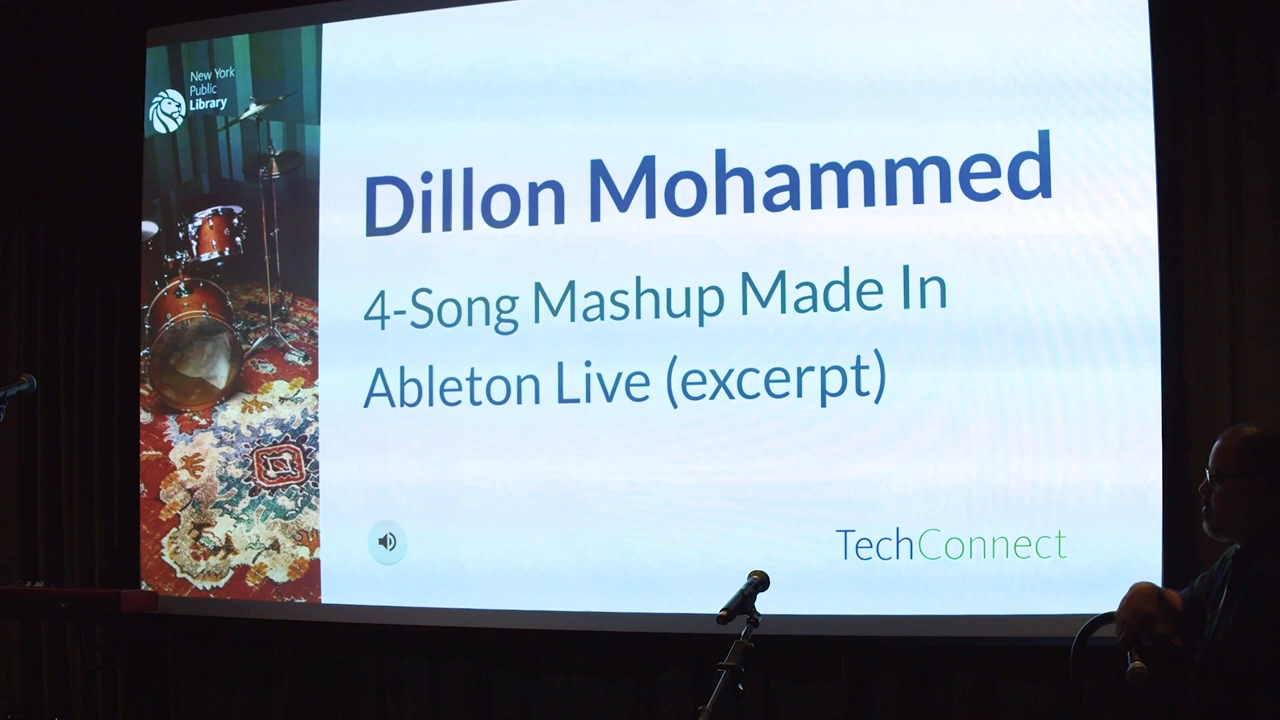 New York
Public
Library
Dillon Mohammed
4-Song Mashup Made In
Ableton Live (excerpt)
TechConnect